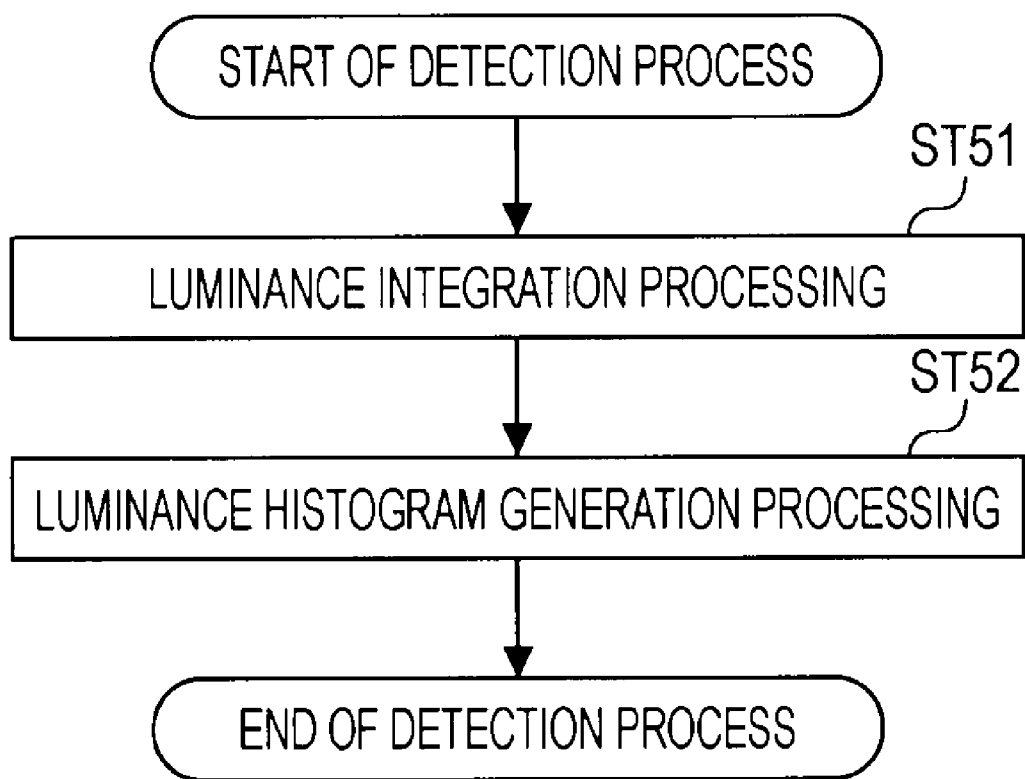 START OF DETECTION PROCESS
ST51
LUMINANCE INTEGRATION PROCESSING
ST52
LUMINANCE HISTOGRAM GENERATION PROCESSING
END OF DETECTION PROCESS